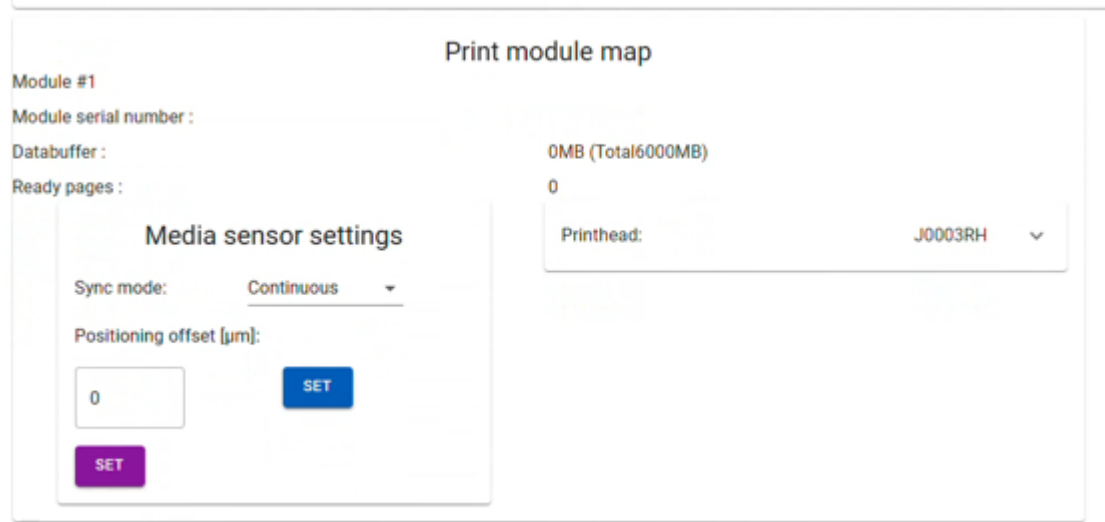 Print module map
Module #1
Module serial number :
Databuffer : 0MB (Total6000MB)
Ready pages : 0
Media sensor settings
Sync mode: Continuous
Positioning offset [µm]:
0 SET
SET
Printhead: J0003RH